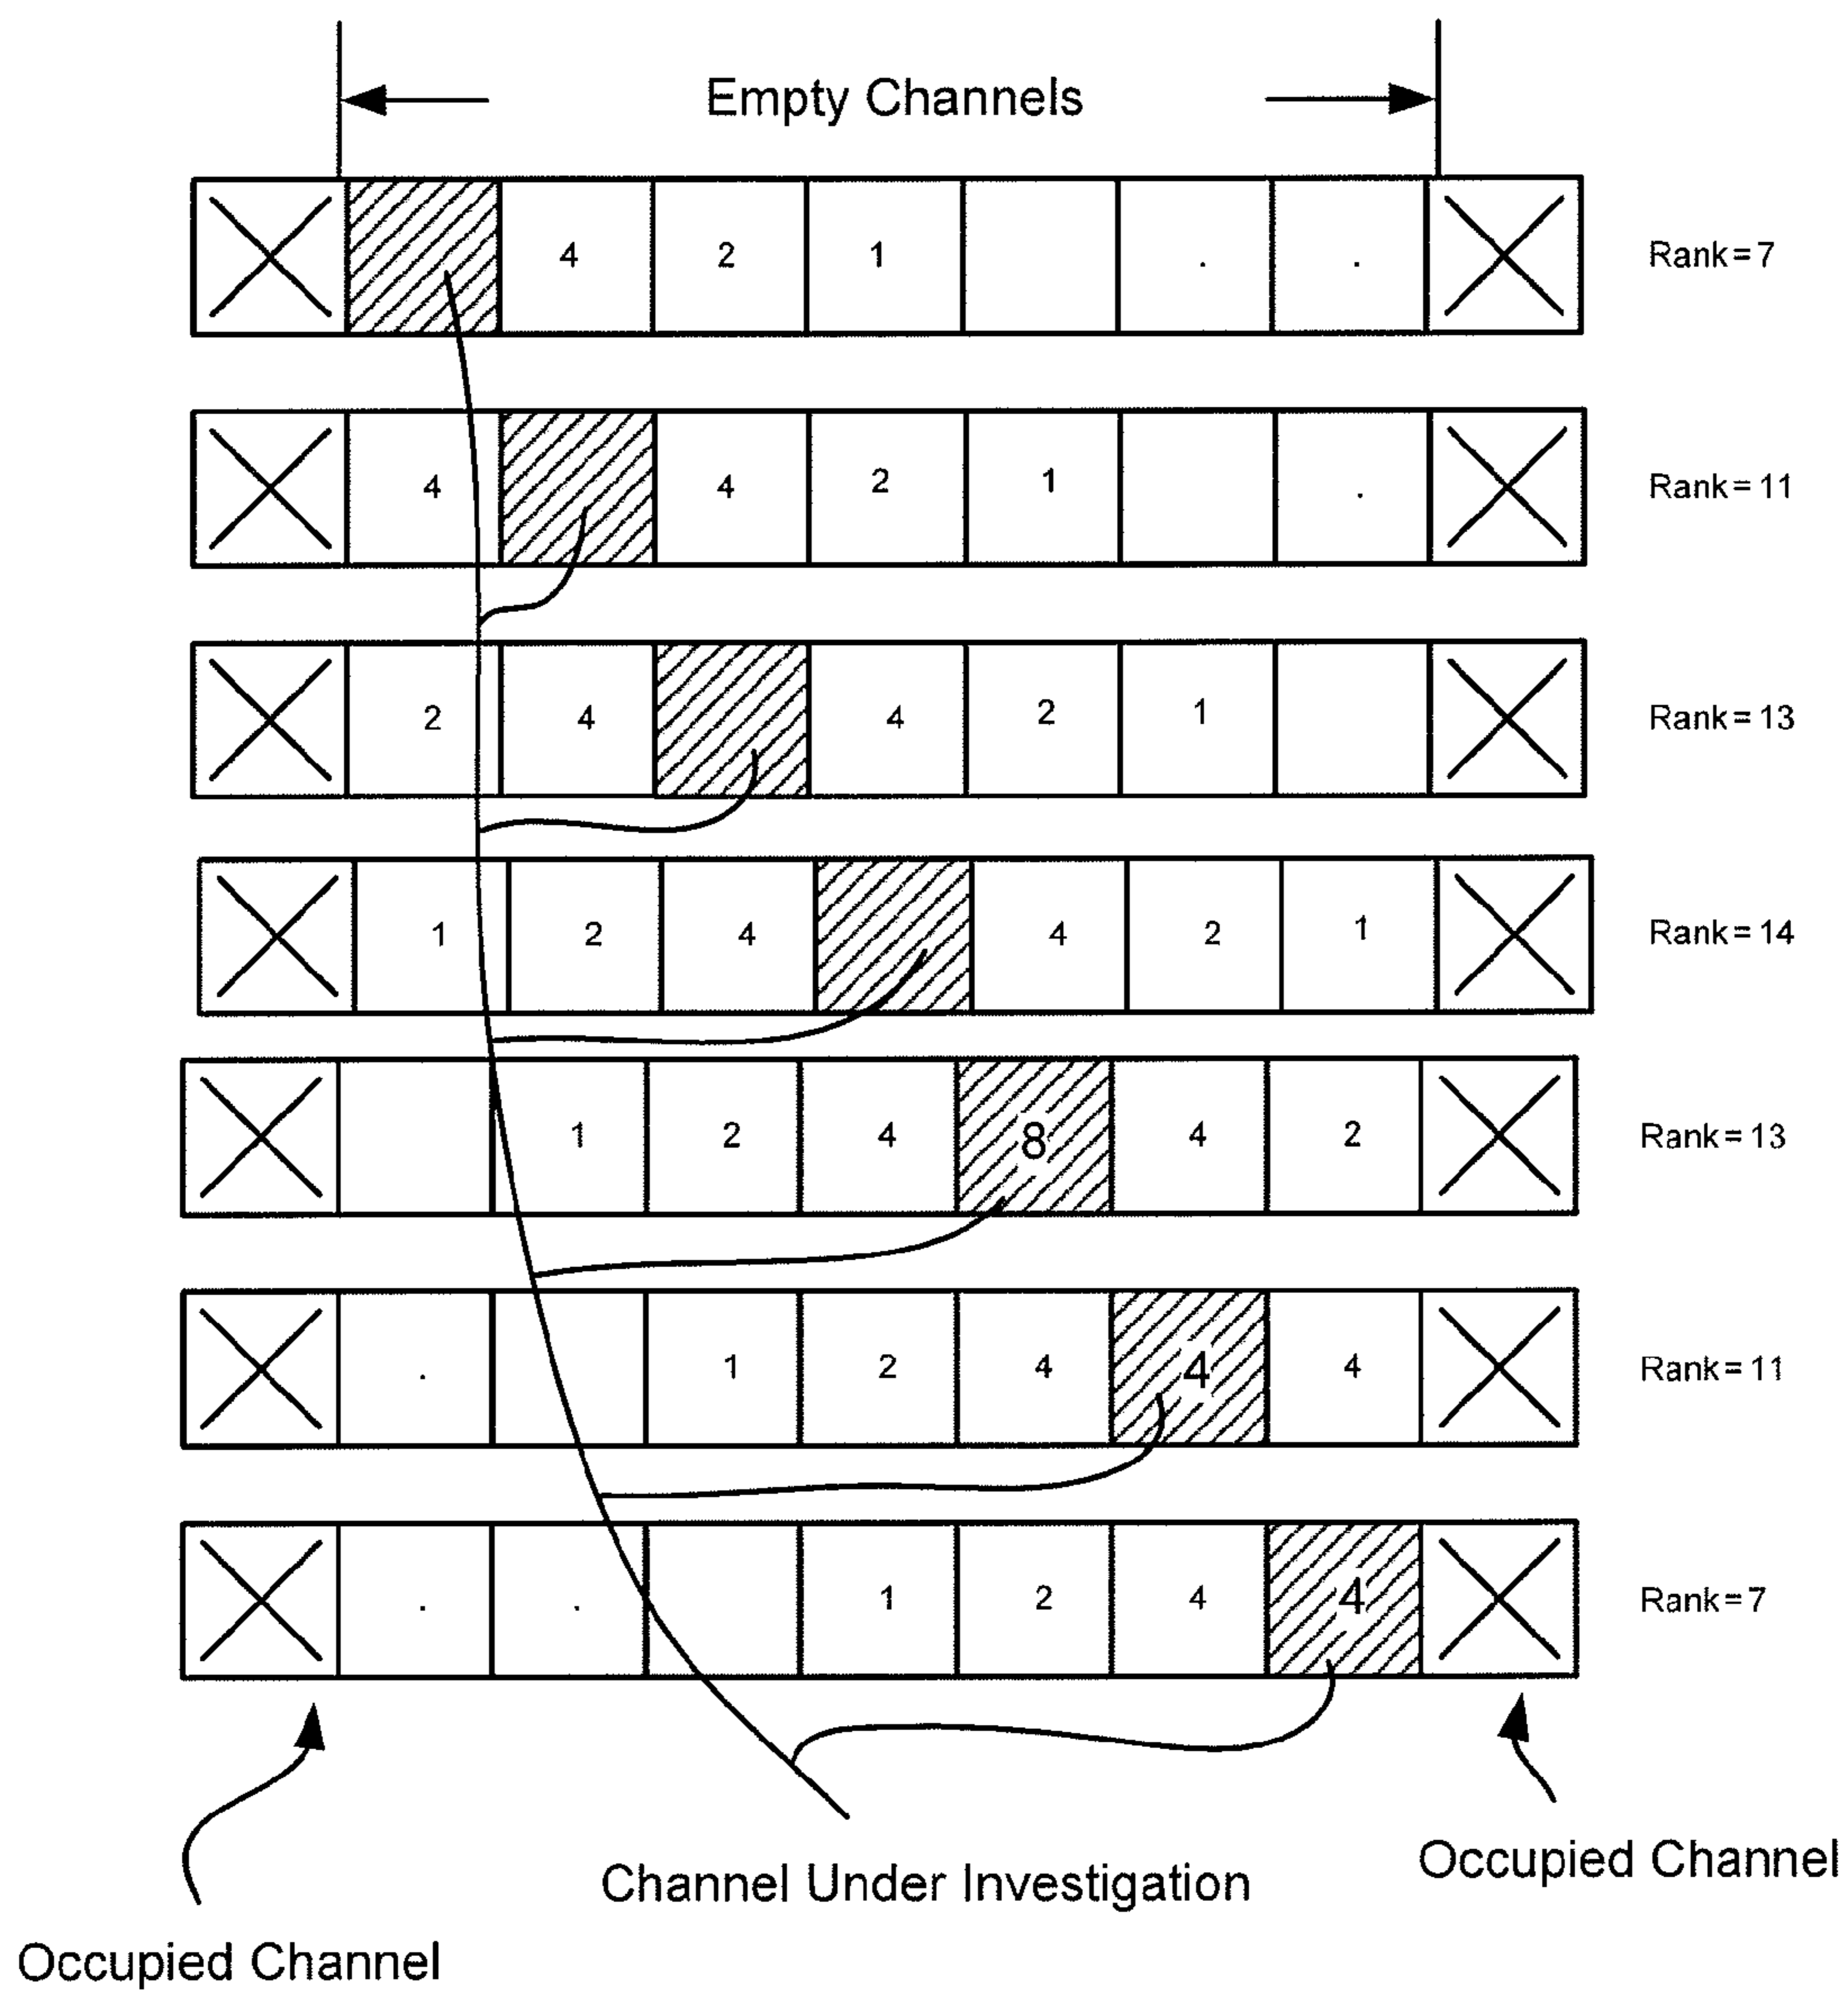 Empty Channels
4 2 1 . . Rank=7
4 4 2 1 . Rank=11
2 4 4 2 1 Rank=13
1 2 4 4 2 1 Rank=14
1 2 4 8 4 2 Rank=13
. 1 2 4 4 4 Rank=11
. . 1 2 4 4 Rank=7
Occupied Channel
Channel Under Investigation
Occupied Channel